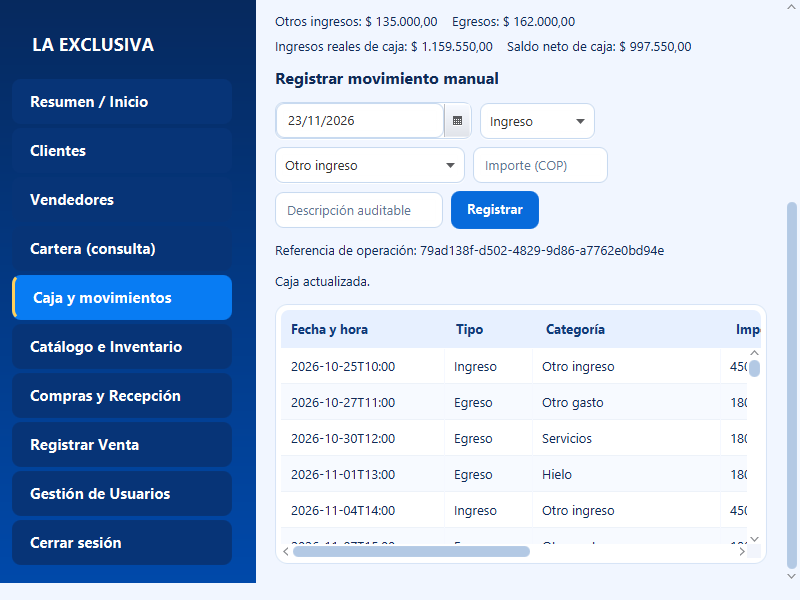 LA EXCLUSIVA
Resumen / Inicio
Clientes
Vendedores
Cartera (consulta)
Caja y movimientos
Catálogo e Inventario
Compras y Recepción
Registrar Venta
Gestión de Usuarios
Cerrar sesión
Otros ingresos: $ 135.000,00 Egresos: $ 162.000,00
Ingresos reales de caja: $ 1.159.550,00 Saldo neto de caja: $ 997.550,00
Registrar movimiento manual
23/11/2026 Ingreso
Otro ingreso Importe (COP)
Descripción auditable Registrar
Referencia de operación: 79ad138f-d502-4829-9d86-a7762e0bd94e
Caja actualizada.
Fecha y hora Tipo Categoría
2026-10-25T10:00 Ingreso Otro ingreso
2026-10-27T11:00 Egreso Otro gasto
2026-10-30T12:00 Egreso Servicios
2026-11-01T13:00 Egreso Hielo
2026-11-04T14:00 Ingreso Otro ingreso